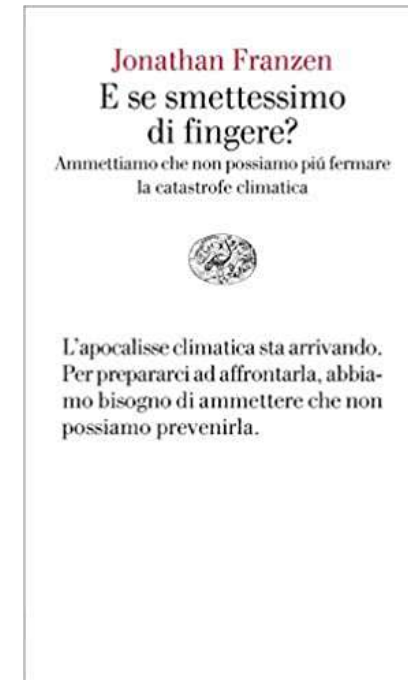 Jonathan Franzen
E se smettessimo
di fingere?
Ammettiamo che non possiamo piú fermare
la catastrofe climatica
L'apocalisse climatica sta arrivando.
Per prepararci ad affrontarla, abbia-
mo bisogno di ammettere che non
possiamo prevenirla.